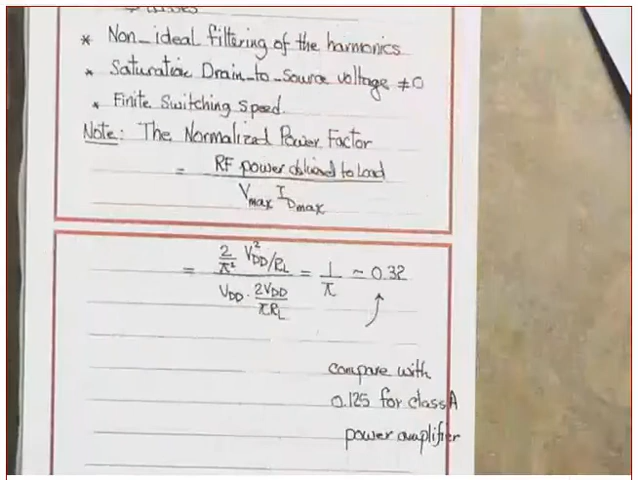 * Non-ideal filtering of the harmonics
* Saturation Drain-to-Source voltage ≠0
* Finite Switching speed.
Note: The Normalized Power Factor
= RF power delivered to Load / Vmax IDmax
= 2/π² VDD²/RL / VDD . 2VDD/πRL = 1/π ~ 0.32
compare with
0.125 for class A
power amplifier